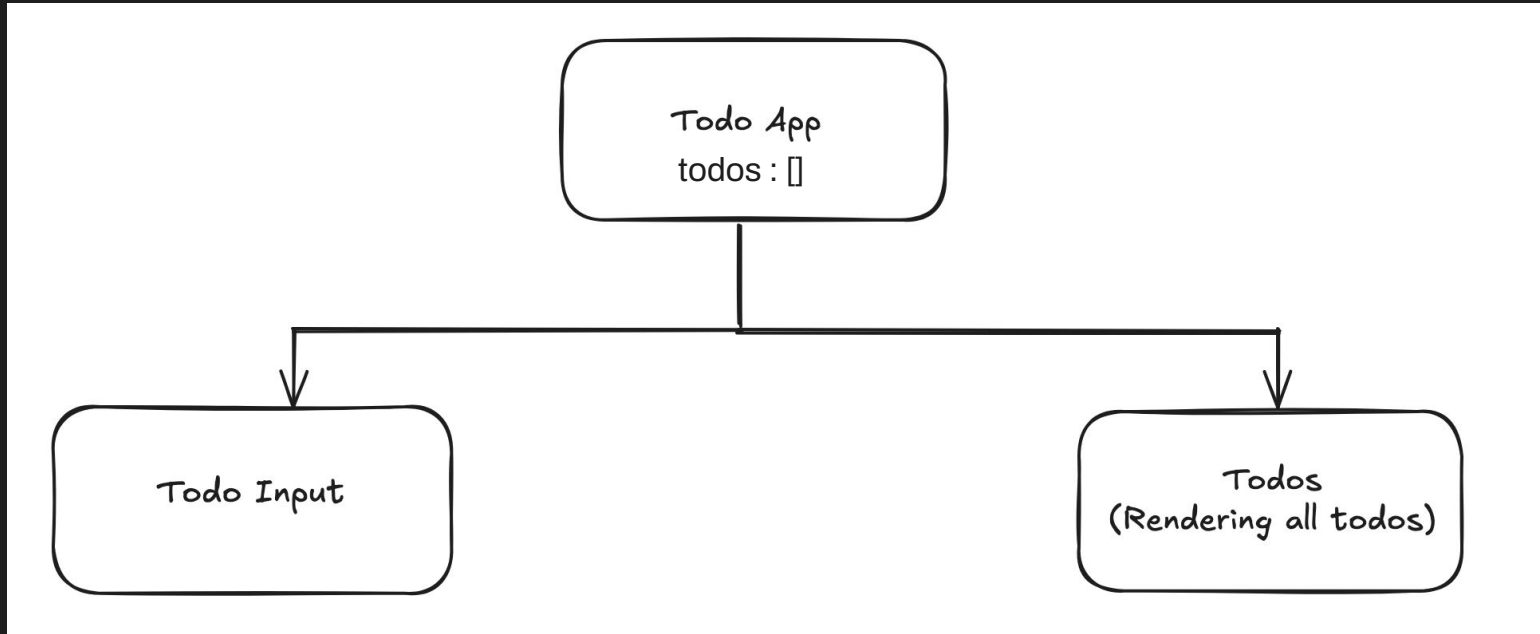 Todo App
todos : []
Todo Input
Todos
(Rendering all todos)